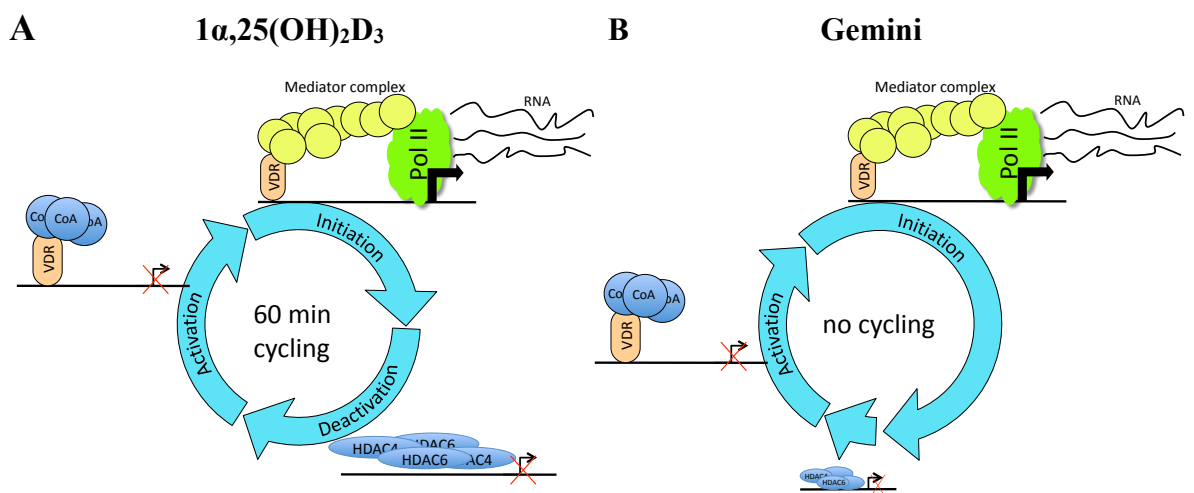 A
1α,25(OH)₂D₃
Mediator complex
RNA
Pol II
VDR
CoA
VDR
Initiation
Activation
60 min
cycling
Deactivation
HDAC4
HDAC6
B
Gemini
Mediator complex
RNA
Pol II
VDR
CoA
VDR
Initiation
Activation
no cycling
HDAC6